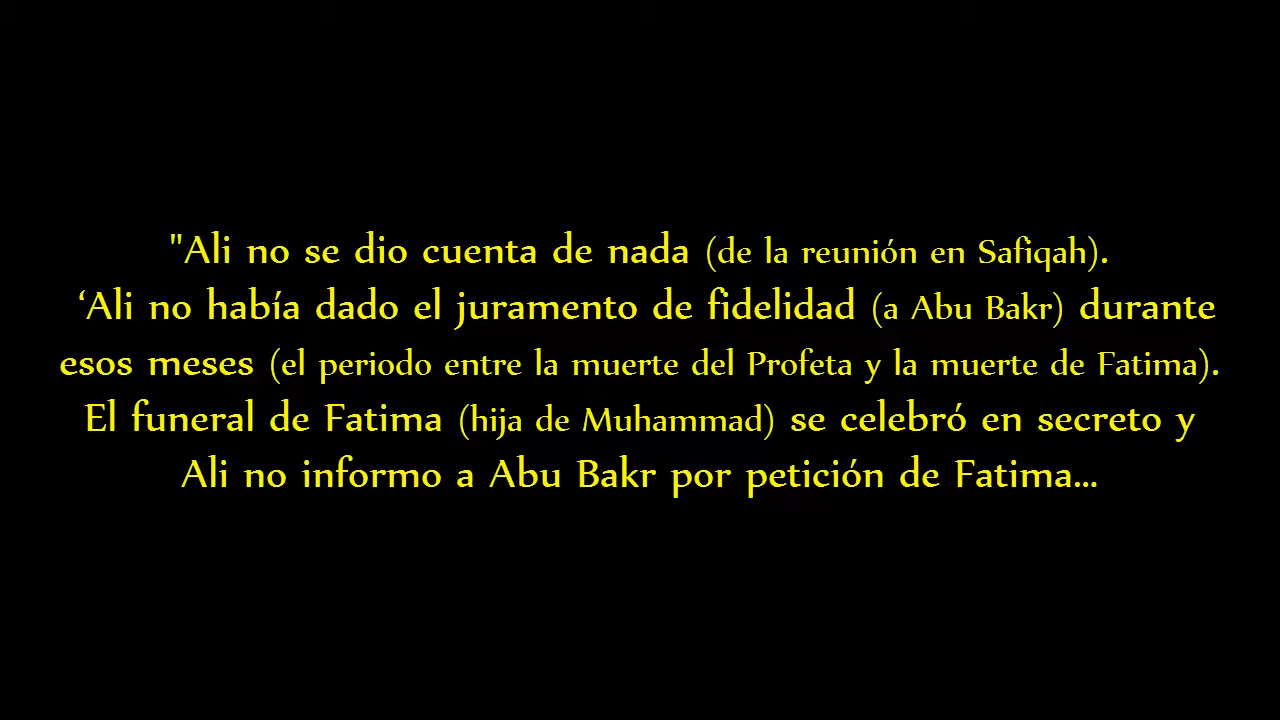 "Ali no se dio cuenta de nada (de la reunión en Safiqah).
‘Ali no había dado el juramento de fidelidad (a Abu Bakr) durante
esos meses (el periodo entre la muerte del Profeta y la muerte de Fatima).
El funeral de Fatima (hija de Muhammad) se celebró en secreto y
Ali no informo a Abu Bakr por petición de Fatima...